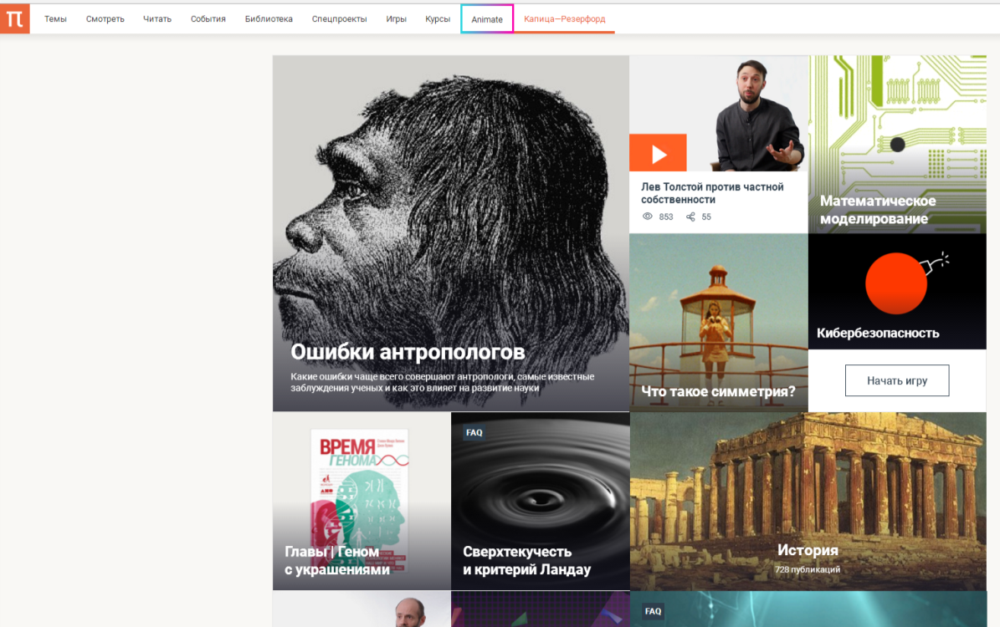 π
Темы
Смотреть
Читать
События
Библиотека
Спецпроекты
Игры
Курсы
Animate
Капица—Резерфорд
Ошибки антропологов
Какие ошибки чаще всего совершают антропологи, самые известные
заблуждения ученых и как это влияет на развитие науки
Лев Толстой против частной
собственности
853
55
Математическое
моделирование
Что такое симметрия?
Кибербезопасность
Начать игру
ВРЕМЯ
ГЕНОМА
Главы | Геном
с украшениями
FAQ
Сверхтекучесть
и критерий Ландау
История
728 публикаций
FAQ